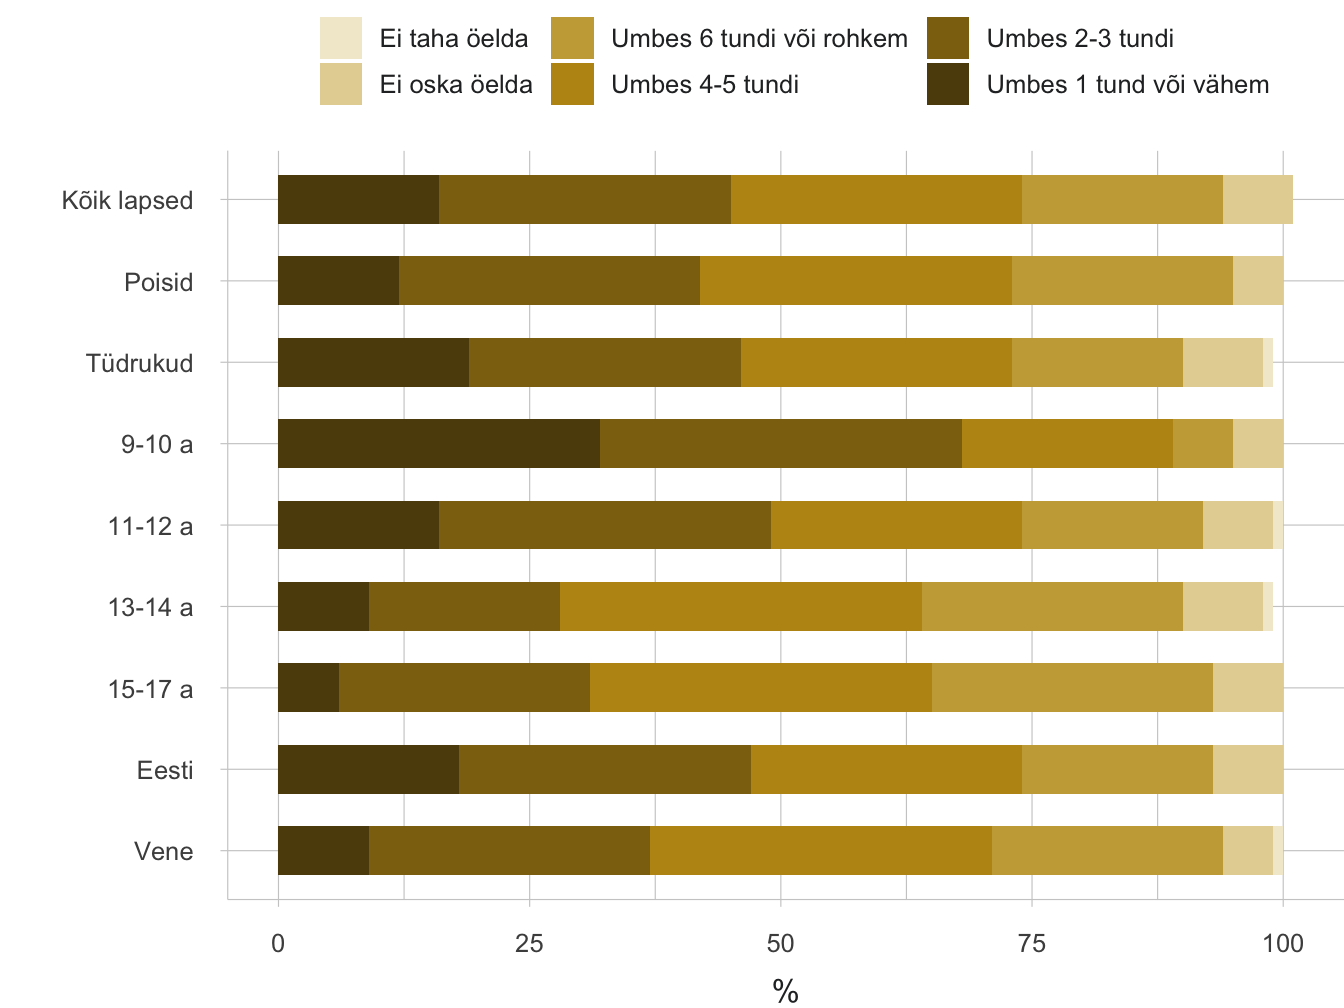 Ei taha öelda
Umbes 6 tundi või rohkem
Umbes 2-3 tundi
Ei oska öelda
Umbes 4-5 tundi
Umbes 1 tund või vähem
Kõik lapsed
Poisid
Tüdrukud
9-10 a
11-12 a
13-14 a
15-17 a
Eesti
Vene
0 25 50 75 100
%